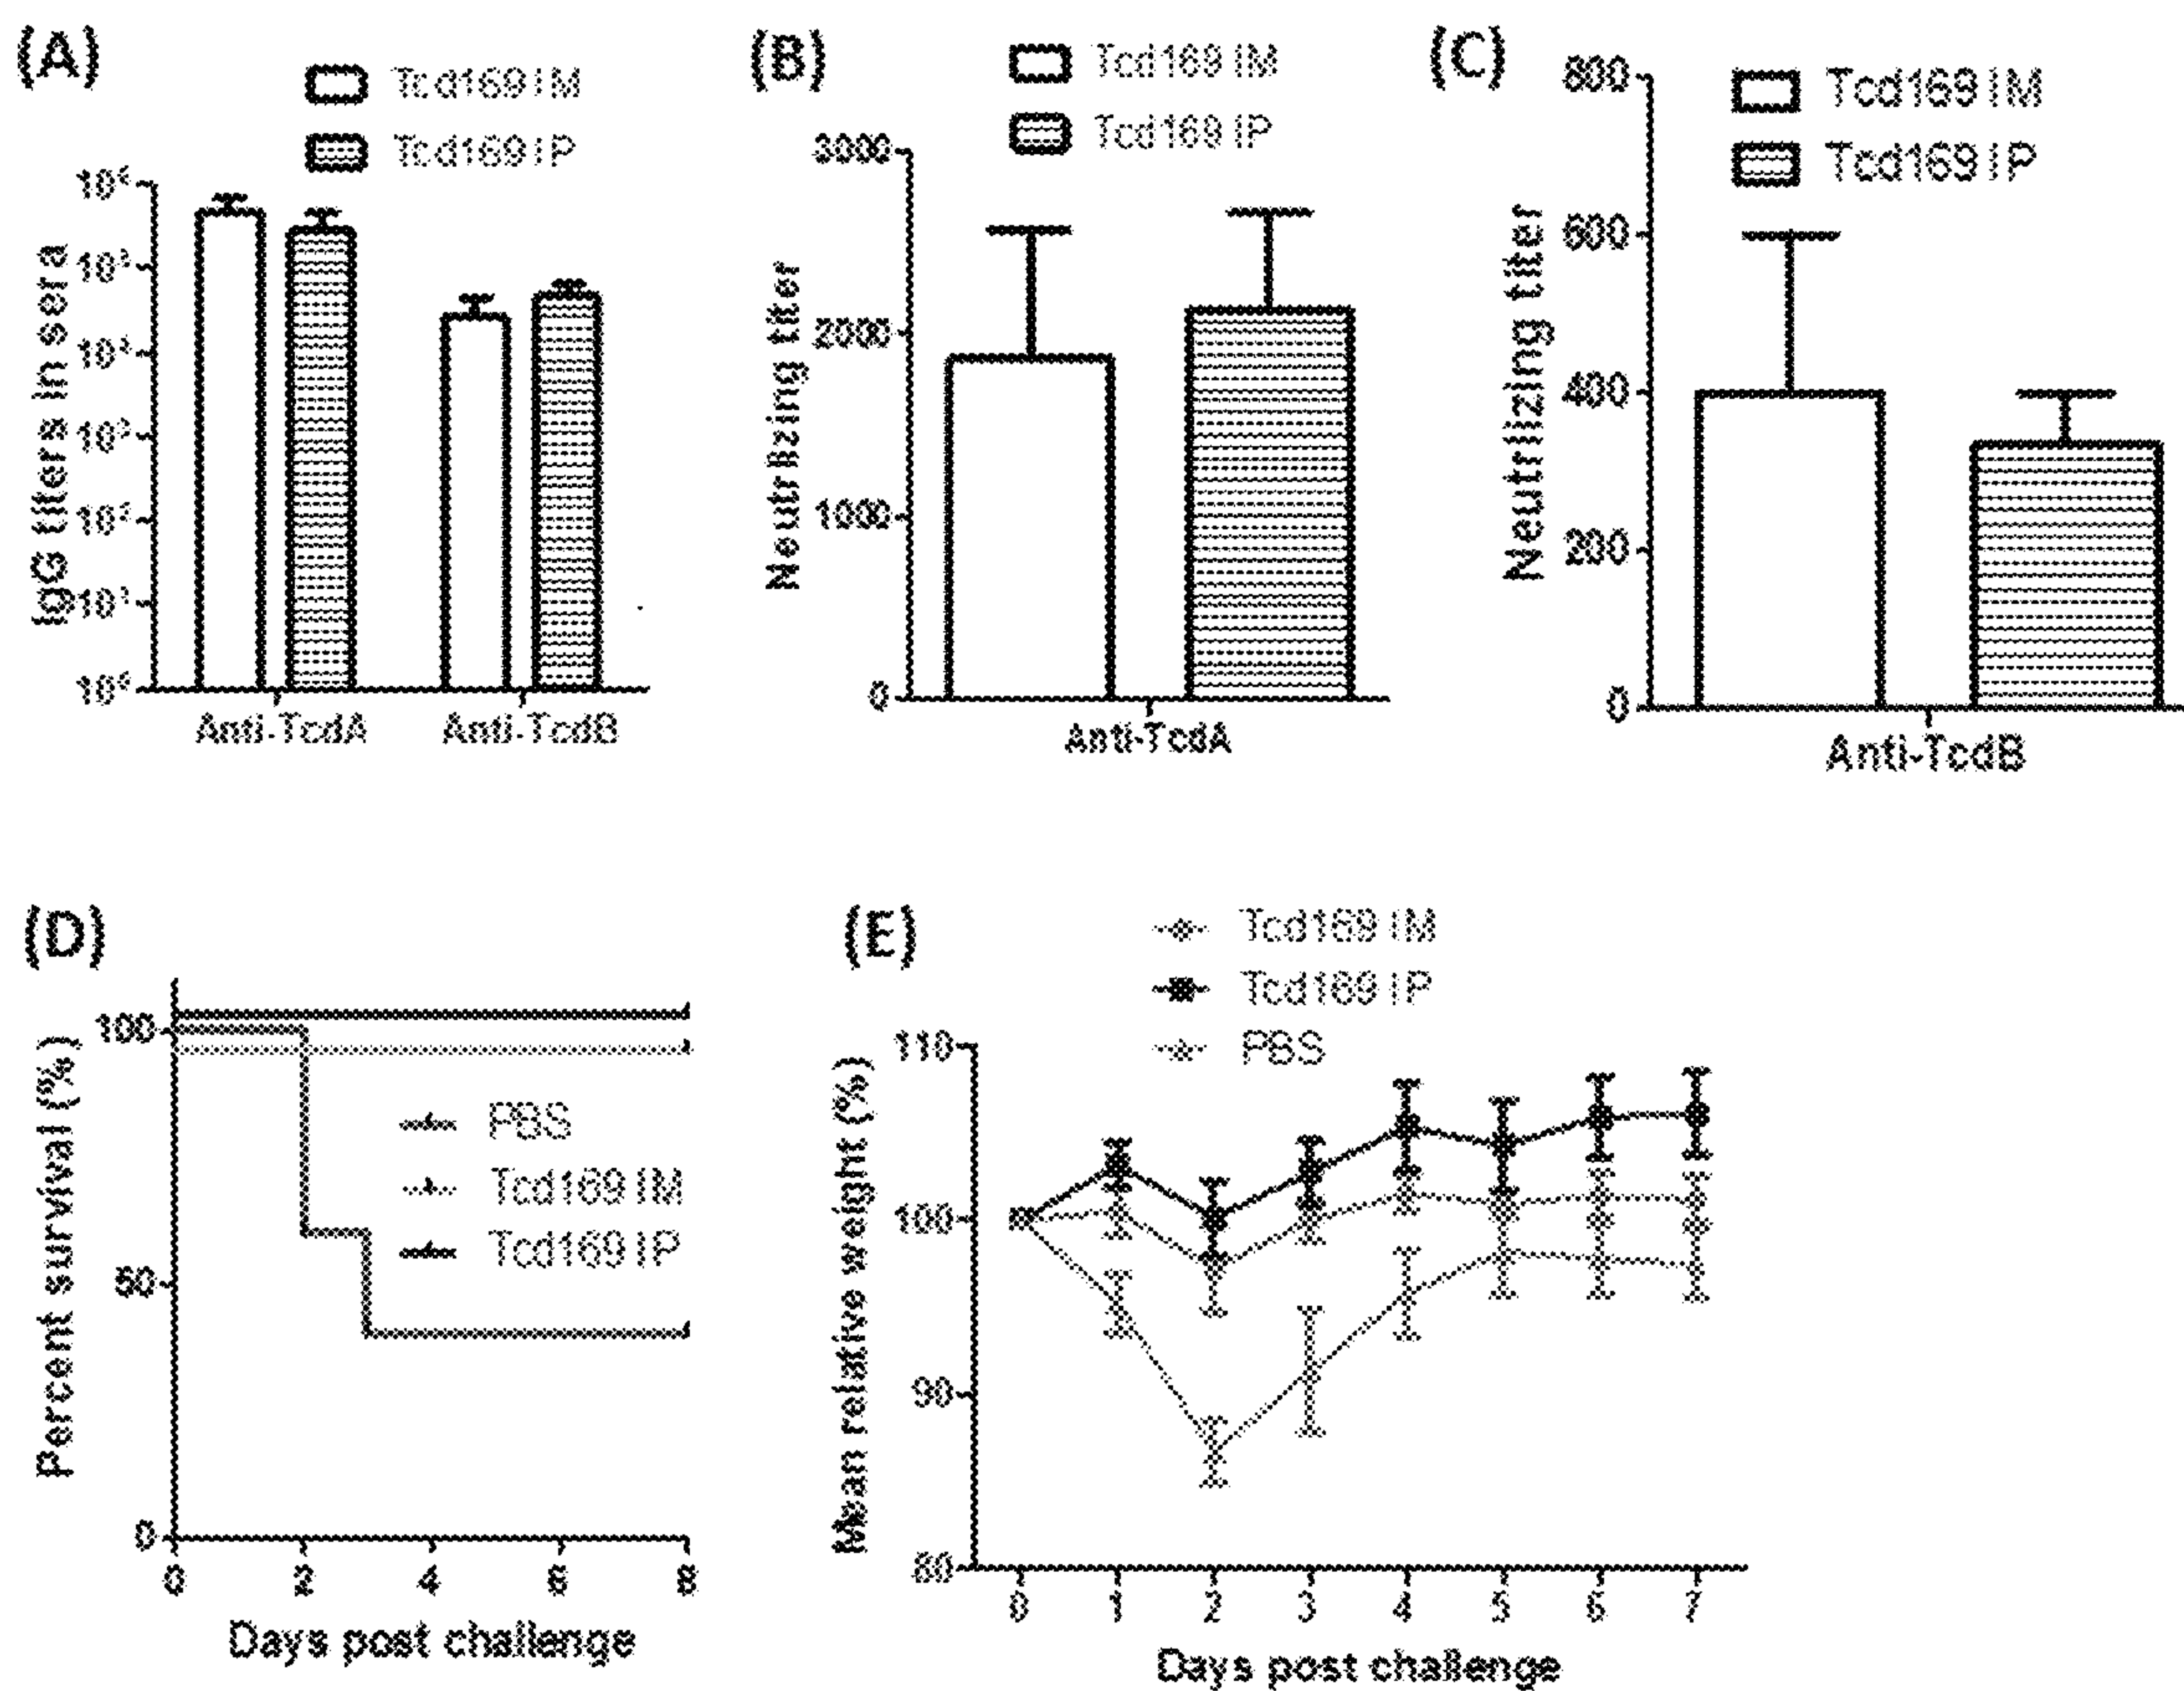 (A)
Tcd169 IM
Tcd169 IP
IgG titers in sera
Anti-TcdA
Anti-TcdB
(B)
Tcd169 IM
Tcd169 IP
Neutrilizing titer
3000
2000
1000
0
Anti-TcdA
(C)
Tcd169 IM
Tcd169 IP
Neutrilizing titer
800
600
400
200
0
Anti-TcdB
(D)
Percent survival (%)
100
50
0
PBS
Tcd169 IM
Tcd169 IP
0 2 4 6 8
Days post challenge
(E)
Tcd169 IM
Tcd169 IP
PBS
Mean relative weight (%)
110
100
90
80
0 1 2 3 4 5 6 7
Days post challenge